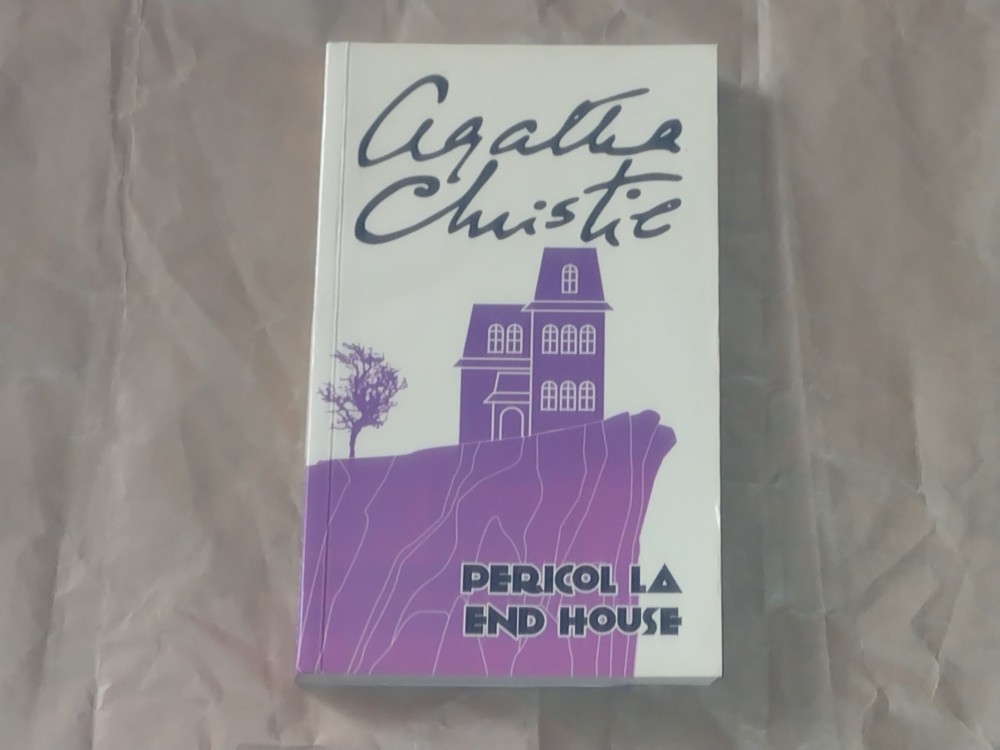 Agatha
Christie
PERICOL LA
END HOUSE